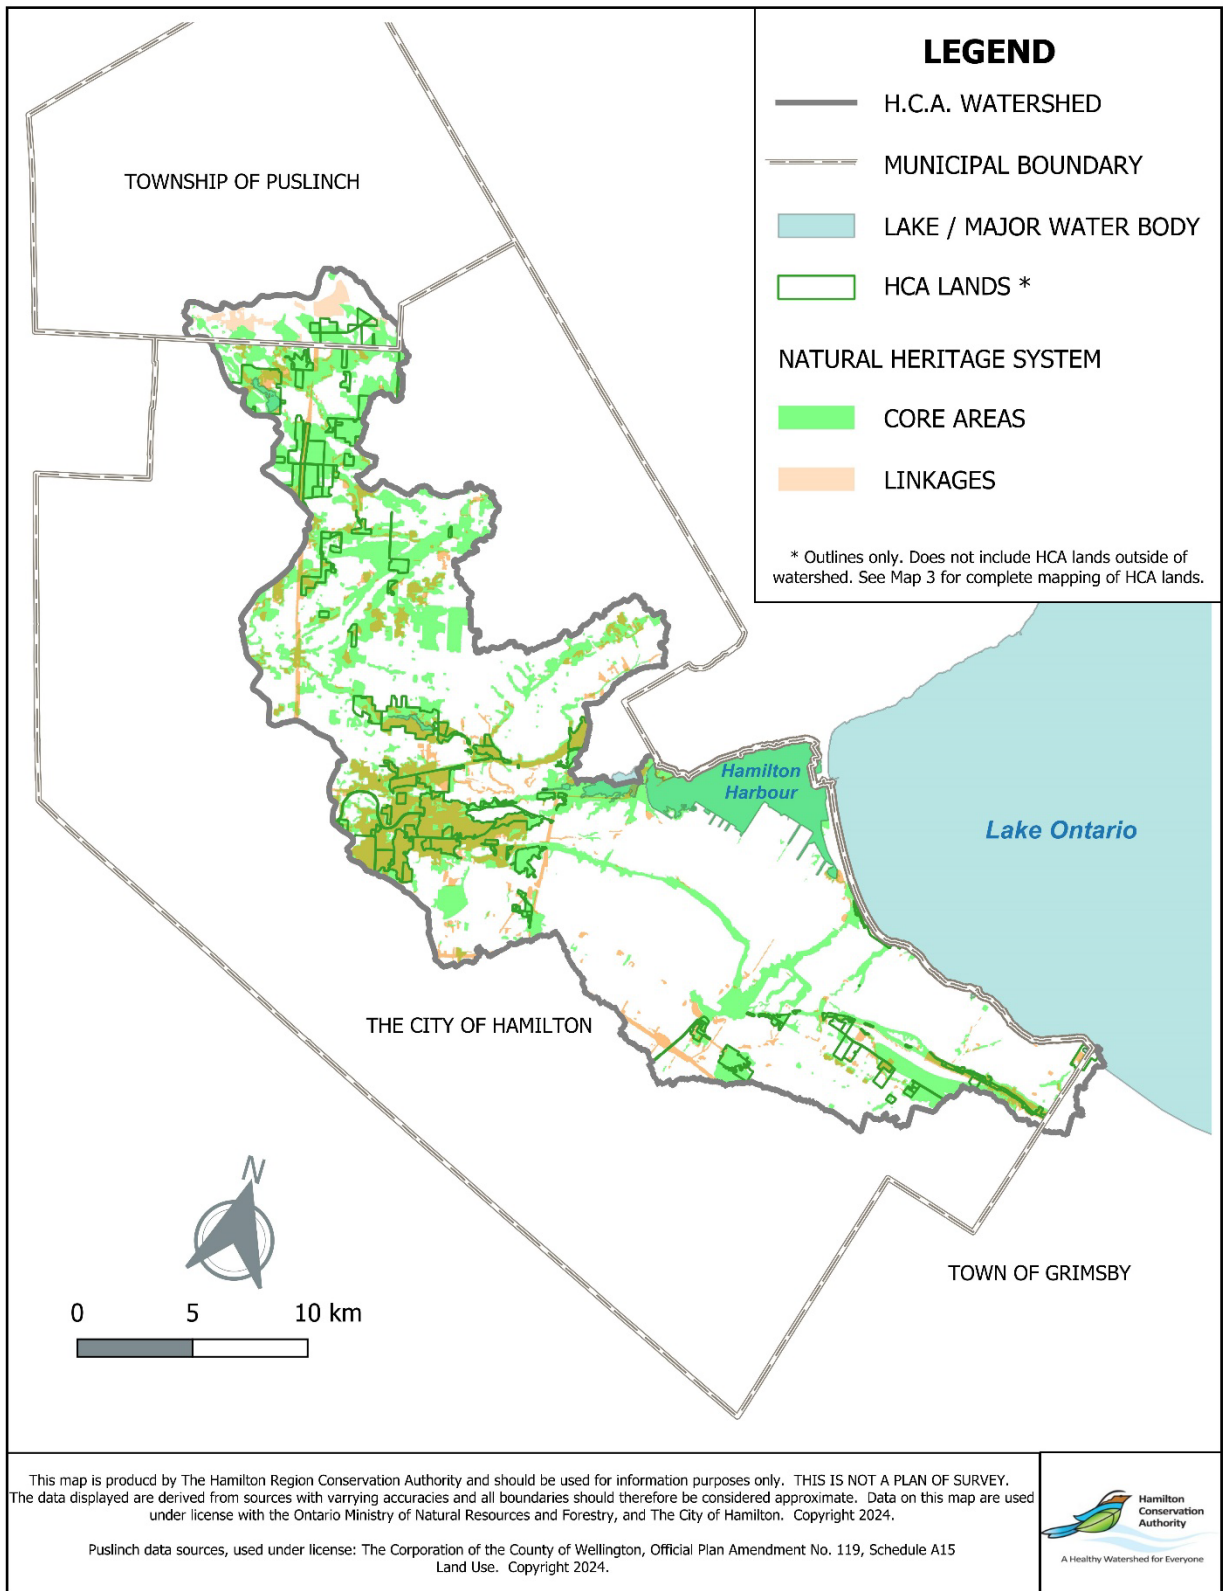 LEGEND
H.C.A. WATERSHED
MUNICIPAL BOUNDARY
LAKE / MAJOR WATER BODY
HCA LANDS *
NATURAL HERITAGE SYSTEM
CORE AREAS
LINKAGES
* Outlines only. Does not include HCA lands outside of
watershed. See Map 3 for complete mapping of HCA lands.
TOWNSHIP OF PUSLINCH
Hamilton
Harbour
Lake Ontario
THE CITY OF HAMILTON
TOWN OF GRIMSBY
N
0 5 10 km
This map is producd by The Hamilton Region Conservation Authority and should be used for information purposes only. THIS IS NOT A PLAN OF SURVEY.
The data displayed are derived from sources with varrying accuracies and all boundaries should therefore be considered approximate. Data on this map are used
under license with the Ontario Ministry of Natural Resources and Forestry, and The City of Hamilton. Copyright 2024.
Puslinch data sources, used under license: The Corporation of the County of Wellington, Official Plan Amendment No. 119, Schedule A15
Land Use. Copyright 2024.
Hamilton
Conservation
Authority
A Healthy Watershed for Everyone